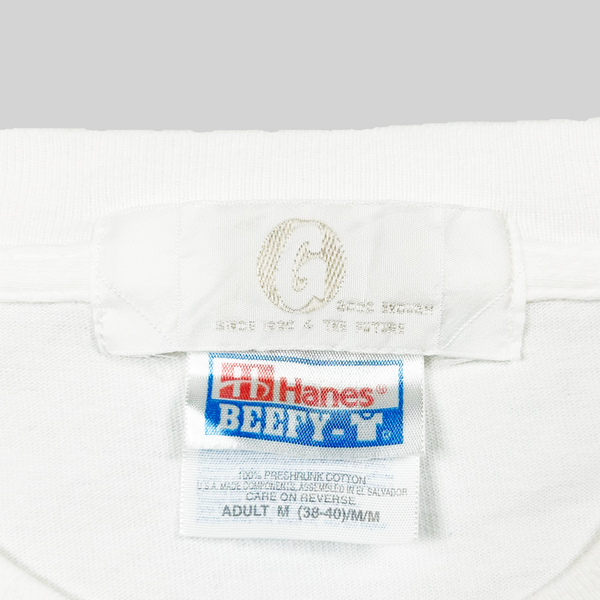 G
GOOD ENOUGH
SINCE 1990 4 THE FUTURE
Hanes®
BEEFY-T®
100% PRESHRUNK COTTON
U.S.A. MADE COMPONENTS, ASSEMBLED IN EL SALVADOR
CARE ON REVERSE
ADULT M (38-40)/M/M